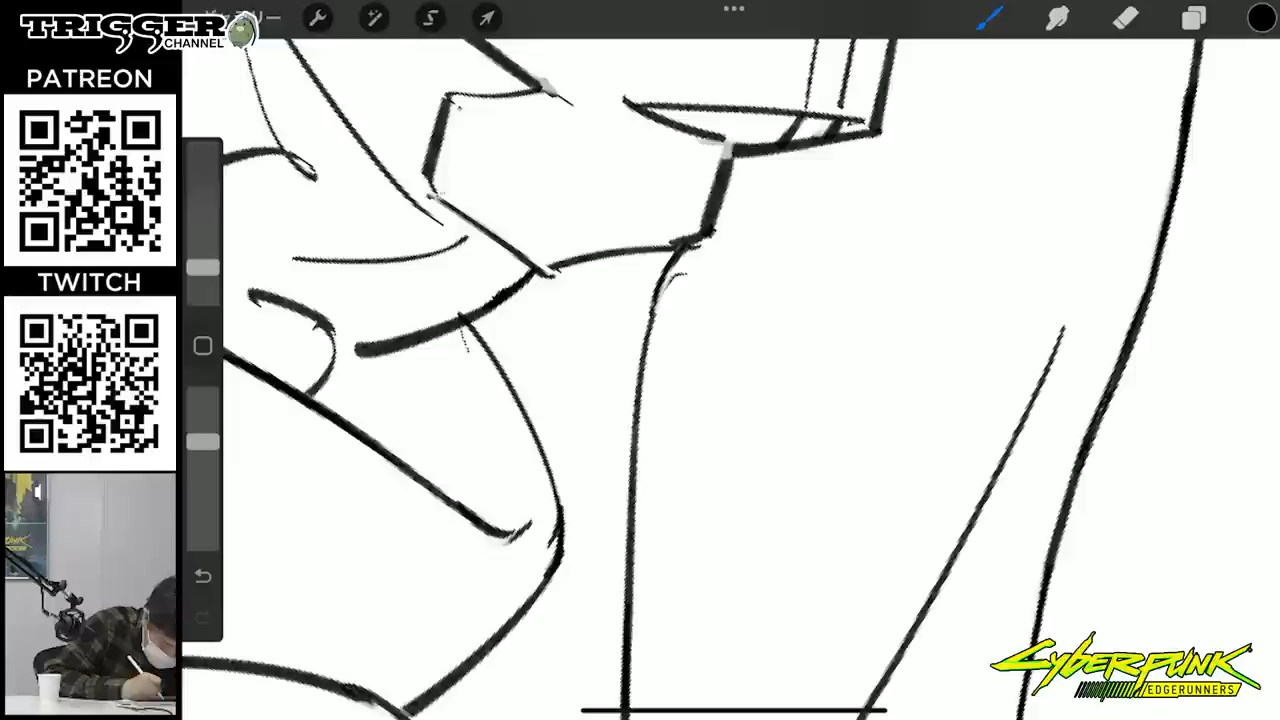 TRIGGER
CHANNEL
PATREON
TWITCH
CYBERPUNK
EDGERUNNERS